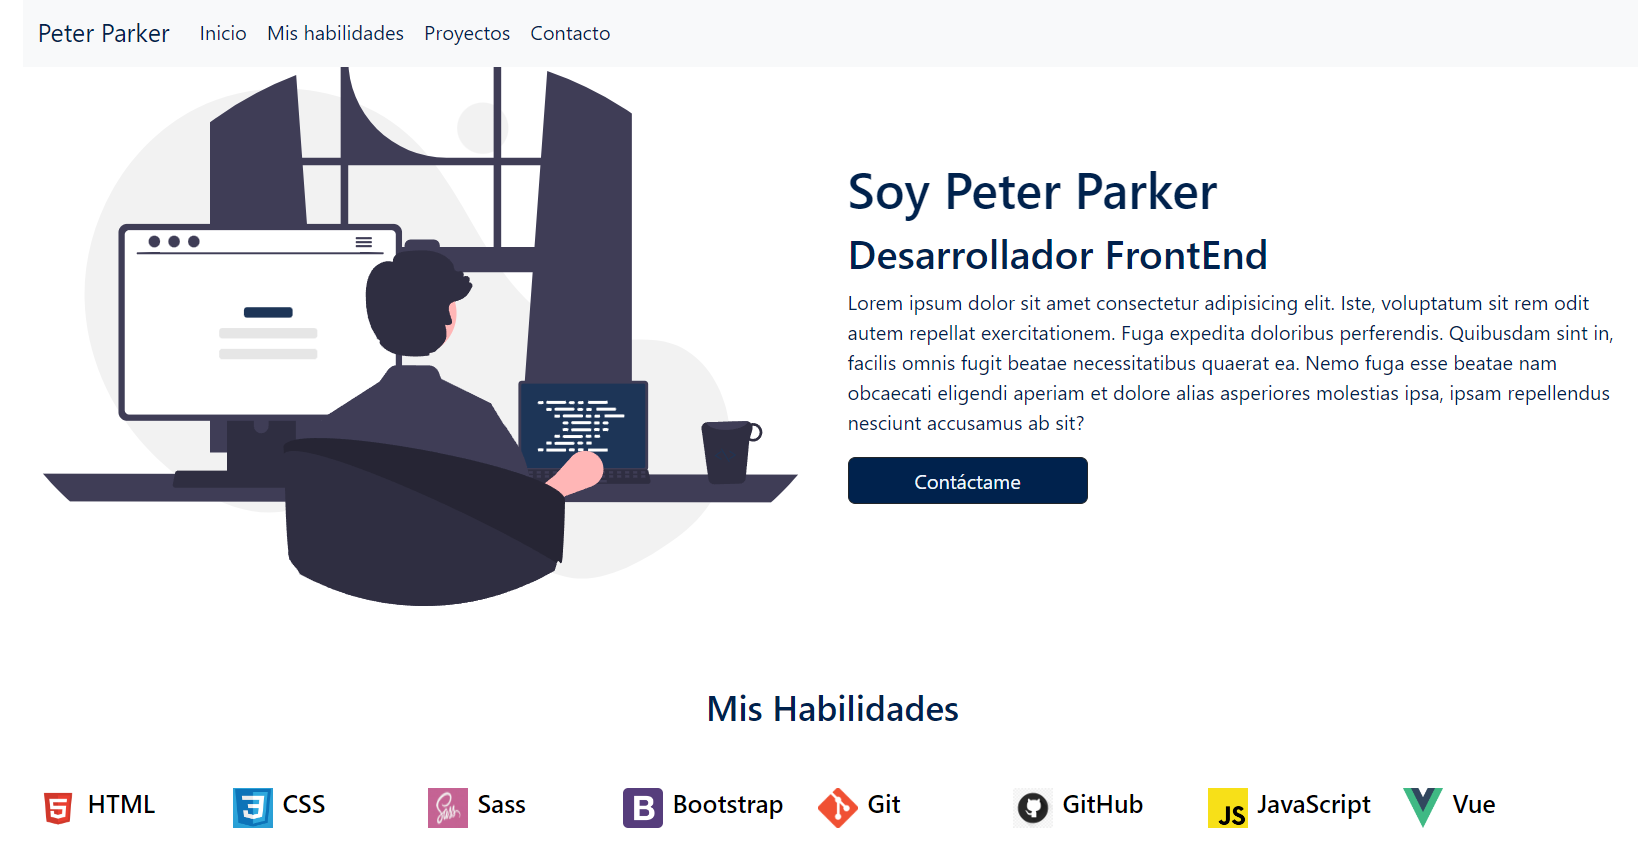 Peter Parker Inicio Mis habilidades Proyectos Contacto
Soy Peter Parker
Desarrollador FrontEnd
Lorem ipsum dolor sit amet consectetur adipisicing elit. Iste, voluptatum sit rem odit
autem repellat exercitationem. Fuga expedita doloribus perferendis. Quibusdam sint in,
facilis omnis fugit beatae necessitatibus quaerat ea. Nemo fuga esse beatae nam
obcaecati eligendi aperiam et dolore alias asperiores molestias ipsa, ipsam repellendus
nesciunt accusamus ab sit?
Contáctame
Mis Habilidades
5 HTML 3 CSS Sass Sass B Bootstrap Git GitHub JS JavaScript Vue